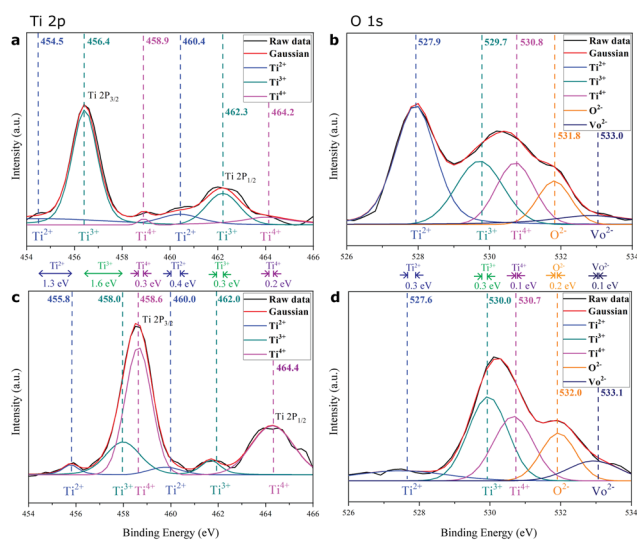 Ti 2p
O 1s
a
454.5
456.4
458.9
460.4
Raw data
Gaussian
Ti2+
Ti3+
Ti4+
Ti 2P3/2
462.3
464.2
Ti 2P1/2
Intensity (a.u.)
Ti2+ Ti3+ Ti4+ Ti2+ Ti3+ Ti4+
454 456 458 460 462 464 466
b
527.9
529.7
530.8
Raw data
Gaussian
Ti2+
Ti3+
Ti4+
O2-
Vo2-
531.8
533.0
Intensity (a.u.)
Ti2+ Ti3+ Ti4+ O2- Vo2-
526 528 530 532 534
Ti2+ Ti3+ Ti4+ Ti2+ Ti3+ Ti4+
1.3 eV 1.6 eV 0.3 eV 0.4 eV 0.3 eV 0.2 eV
Ti2+ Ti3+ Ti4+ O2- Vo2-
0.3 eV 0.3 eV 0.1 eV 0.2 eV 0.1 eV
c
455.8
458.0
458.6
460.0
462.0
Raw data
Gaussian
Ti2+
Ti3+
Ti4+
Ti 2P3/2
464.4
Ti 2P1/2
Intensity (a.u.)
Ti2+ Ti3+ Ti4+ Ti2+ Ti3+ Ti4+
454 456 458 460 462 464 466
Binding Energy (eV)
d
527.6
530.0
530.7
Raw data
Gaussian
Ti2+
Ti3+
Ti4+
O2-
Vo2-
532.0
533.1
Intensity (a.u.)
Ti2+ Ti3+ Ti4+ O2- Vo2-
526 528 530 532 534
Binding Energy (eV)